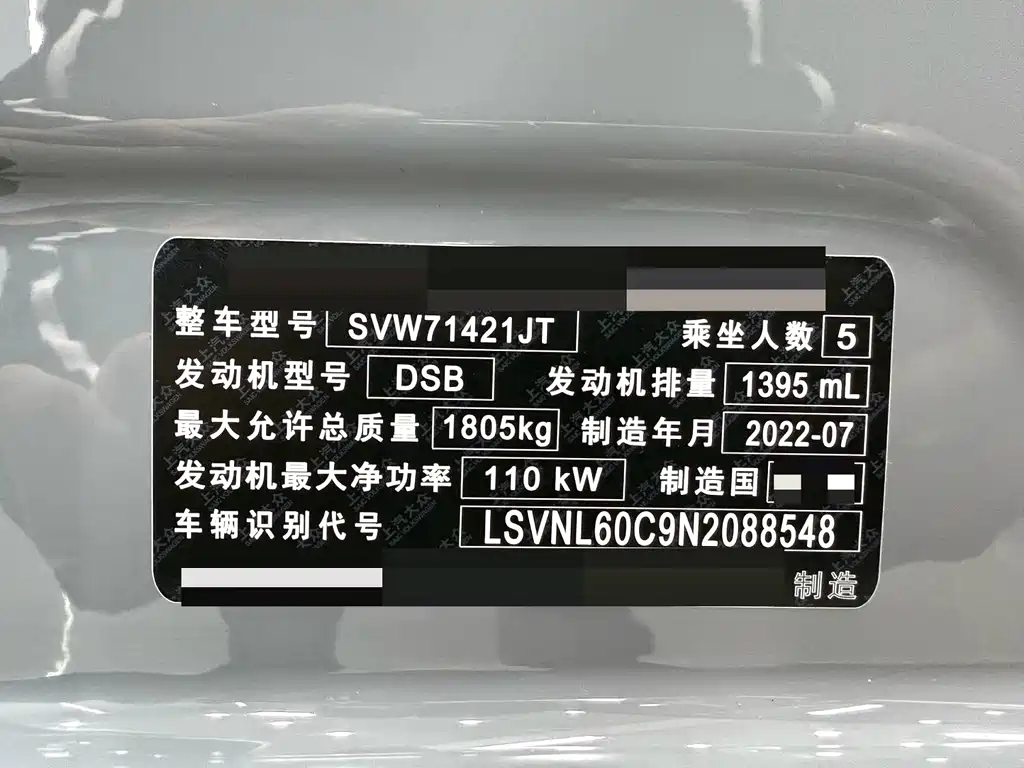 整车型号 SVW71421JT 乘坐人数 5
发动机型号 DSB 发动机排量 1395 mL
最大允许总质量 1805kg 制造年月 2022-07
发动机最大净功率 110 kW 制造国
车辆识别代号 LSVNL60C9N2088548
制造